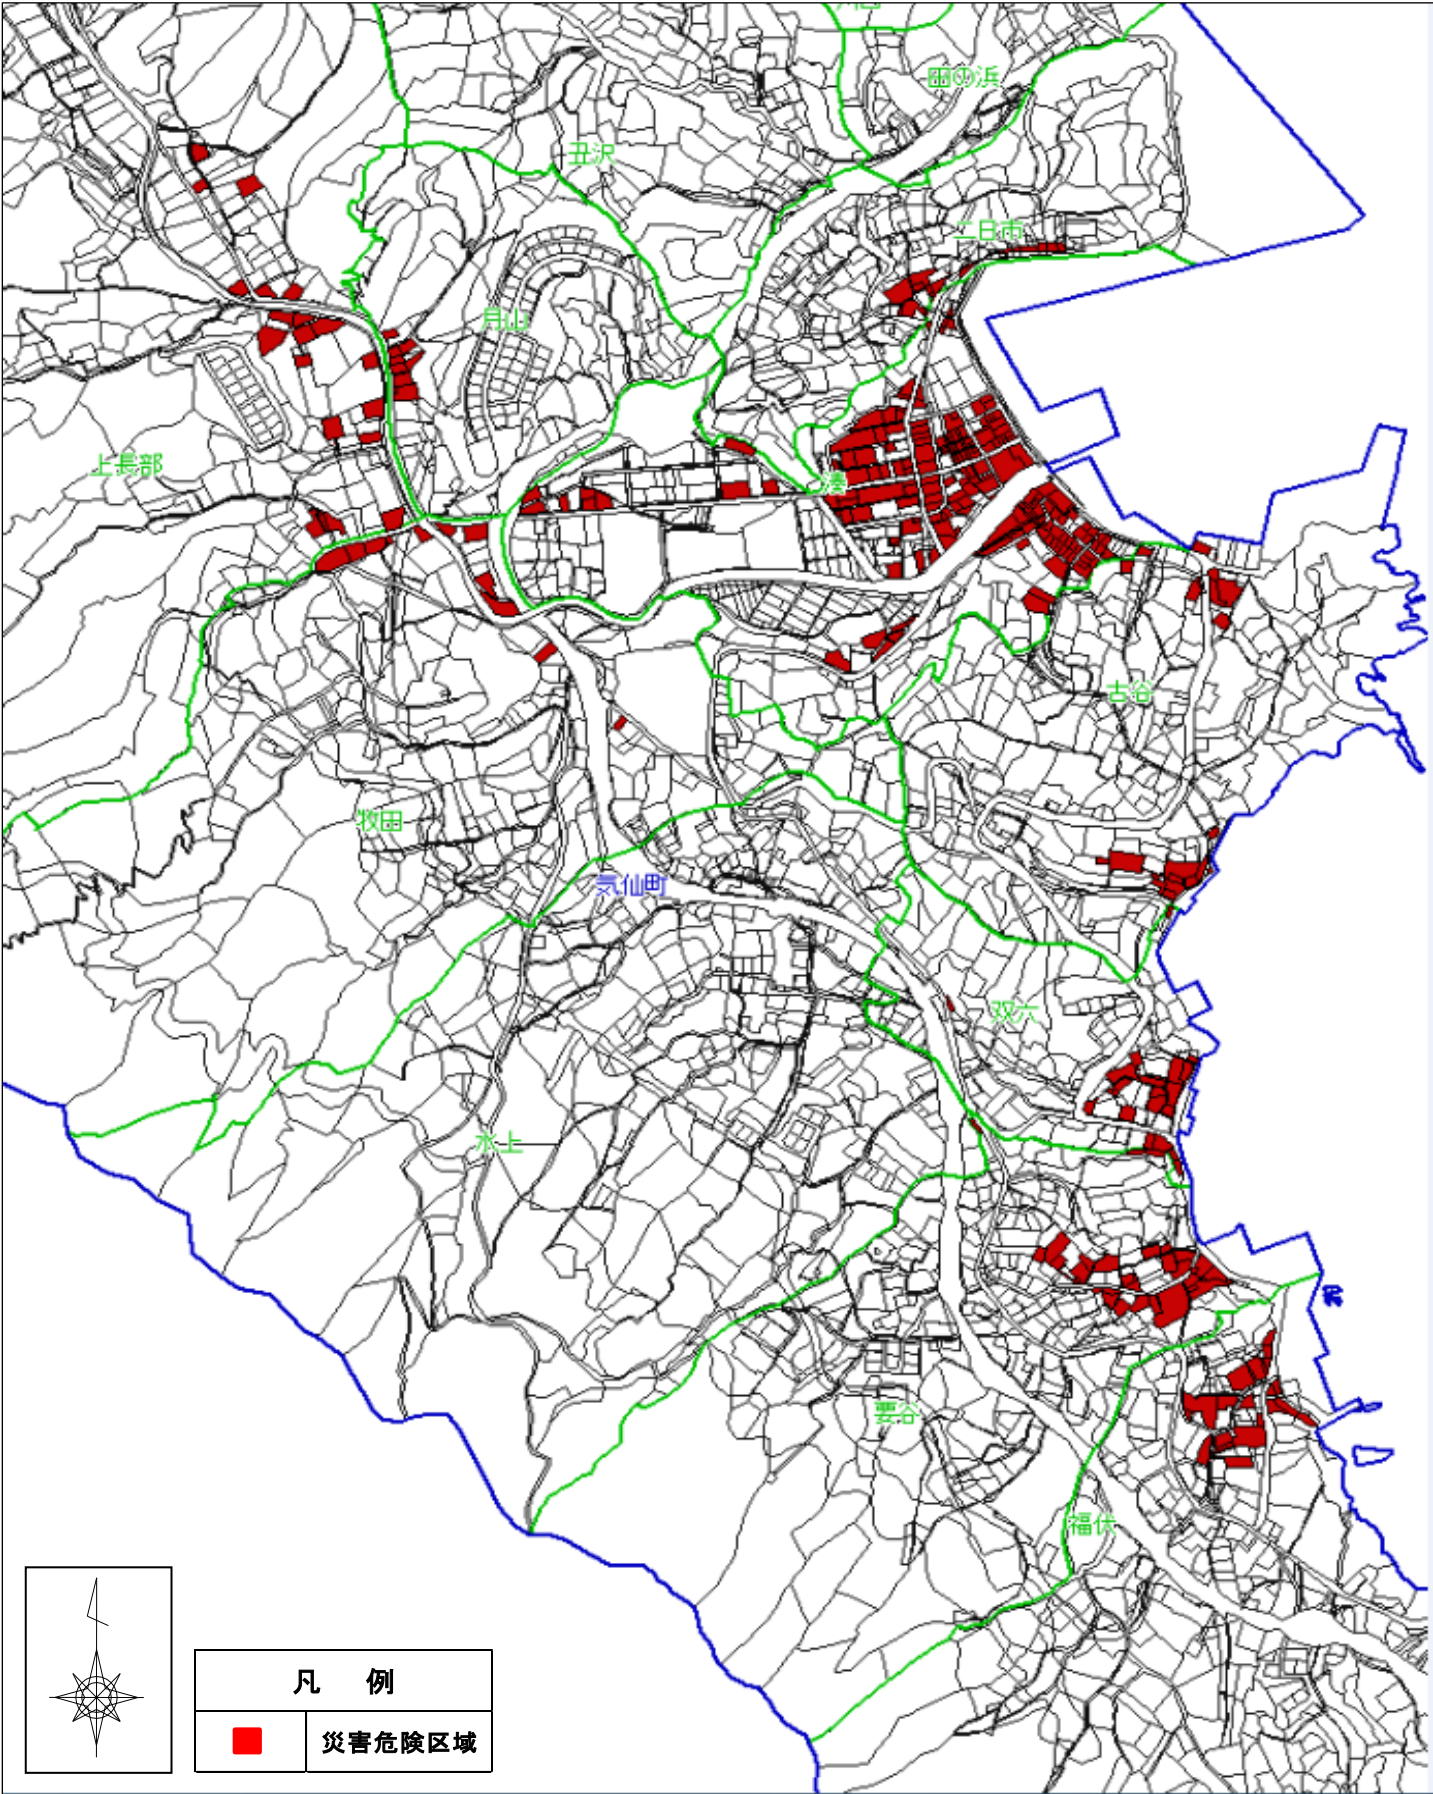 田の浜
丑沢
二日市
月山
上長部
湊
古谷
牧田
気仙町
双六
水上
要谷
福伏
凡 例
災害危険区域